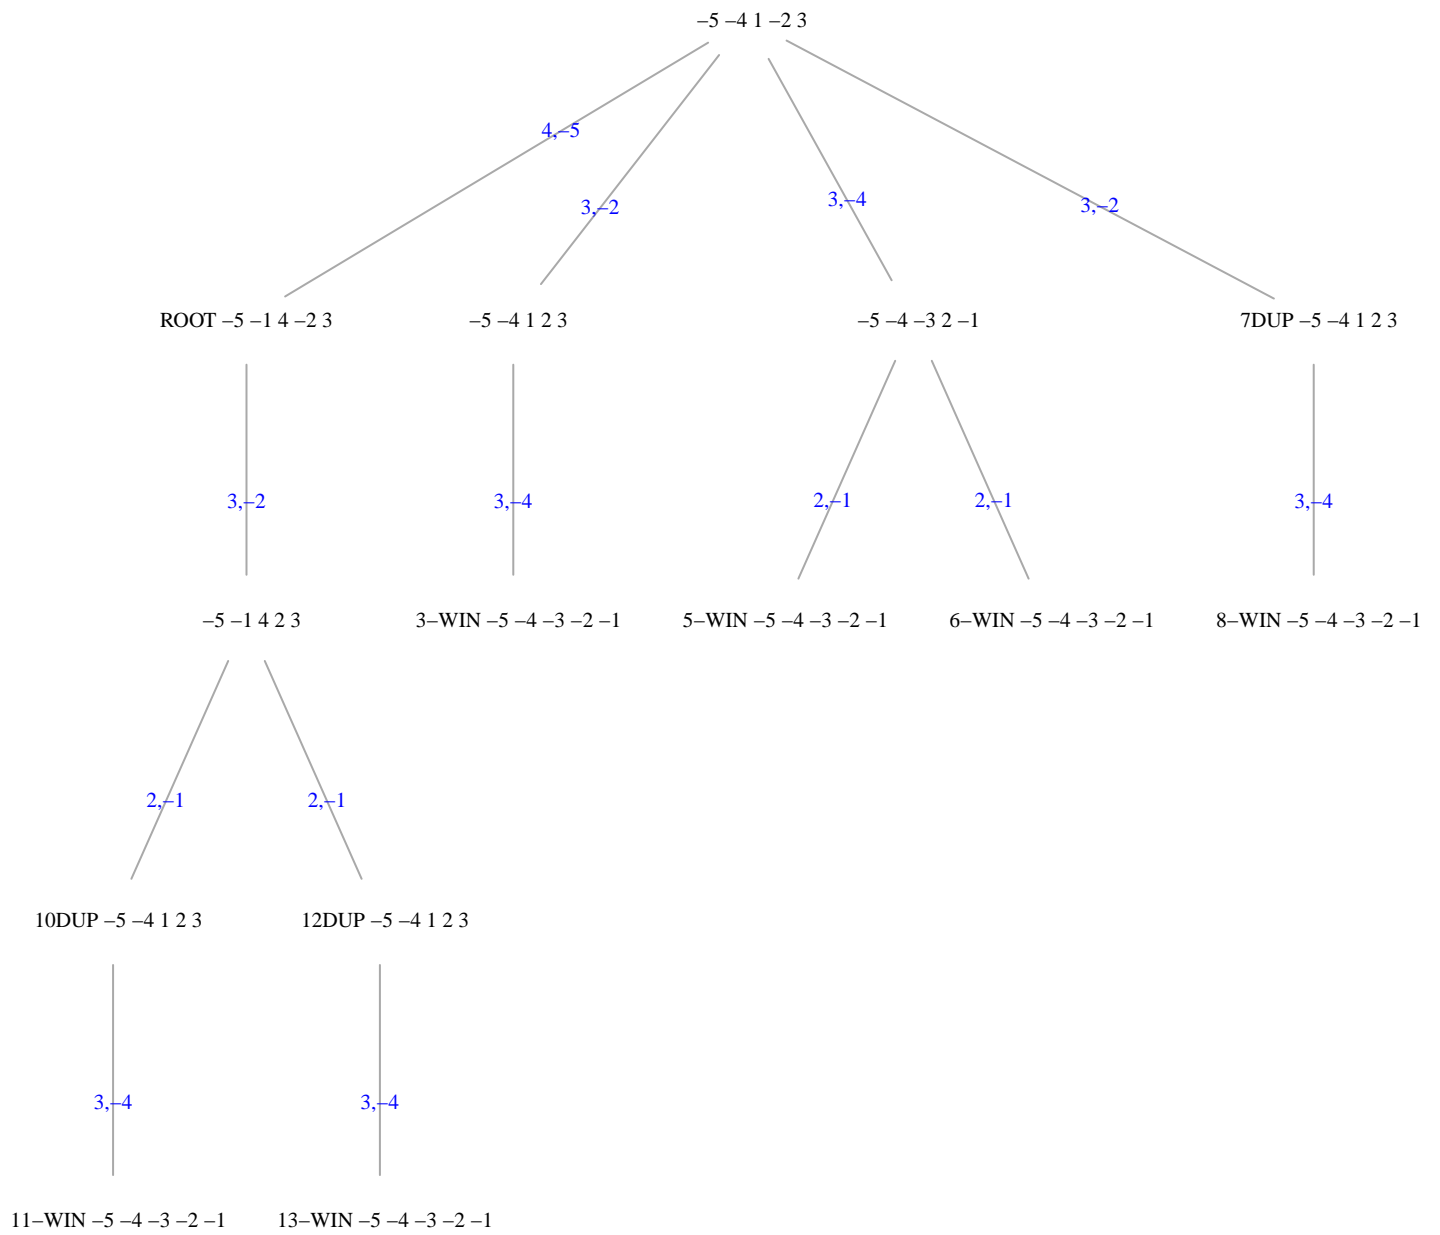 −5 −4 1 −2 3
4,−5
3,−2
3,−4
3,−2
ROOT −5 −1 4 −2 3
−5 −4 1 2 3
−5 −4 −3 2 −1
7DUP −5 −4 1 2 3
3,−2
3,−4
2,−1
2,−1
3,−4
−5 −1 4 2 3
3−WIN −5 −4 −3 −2 −1
5−WIN −5 −4 −3 −2 −1
6−WIN −5 −4 −3 −2 −1
8−WIN −5 −4 −3 −2 −1
2,−1
2,−1
10DUP −5 −4 1 2 3
12DUP −5 −4 1 2 3
3,−4
3,−4
11−WIN −5 −4 −3 −2 −1
13−WIN −5 −4 −3 −2 −1